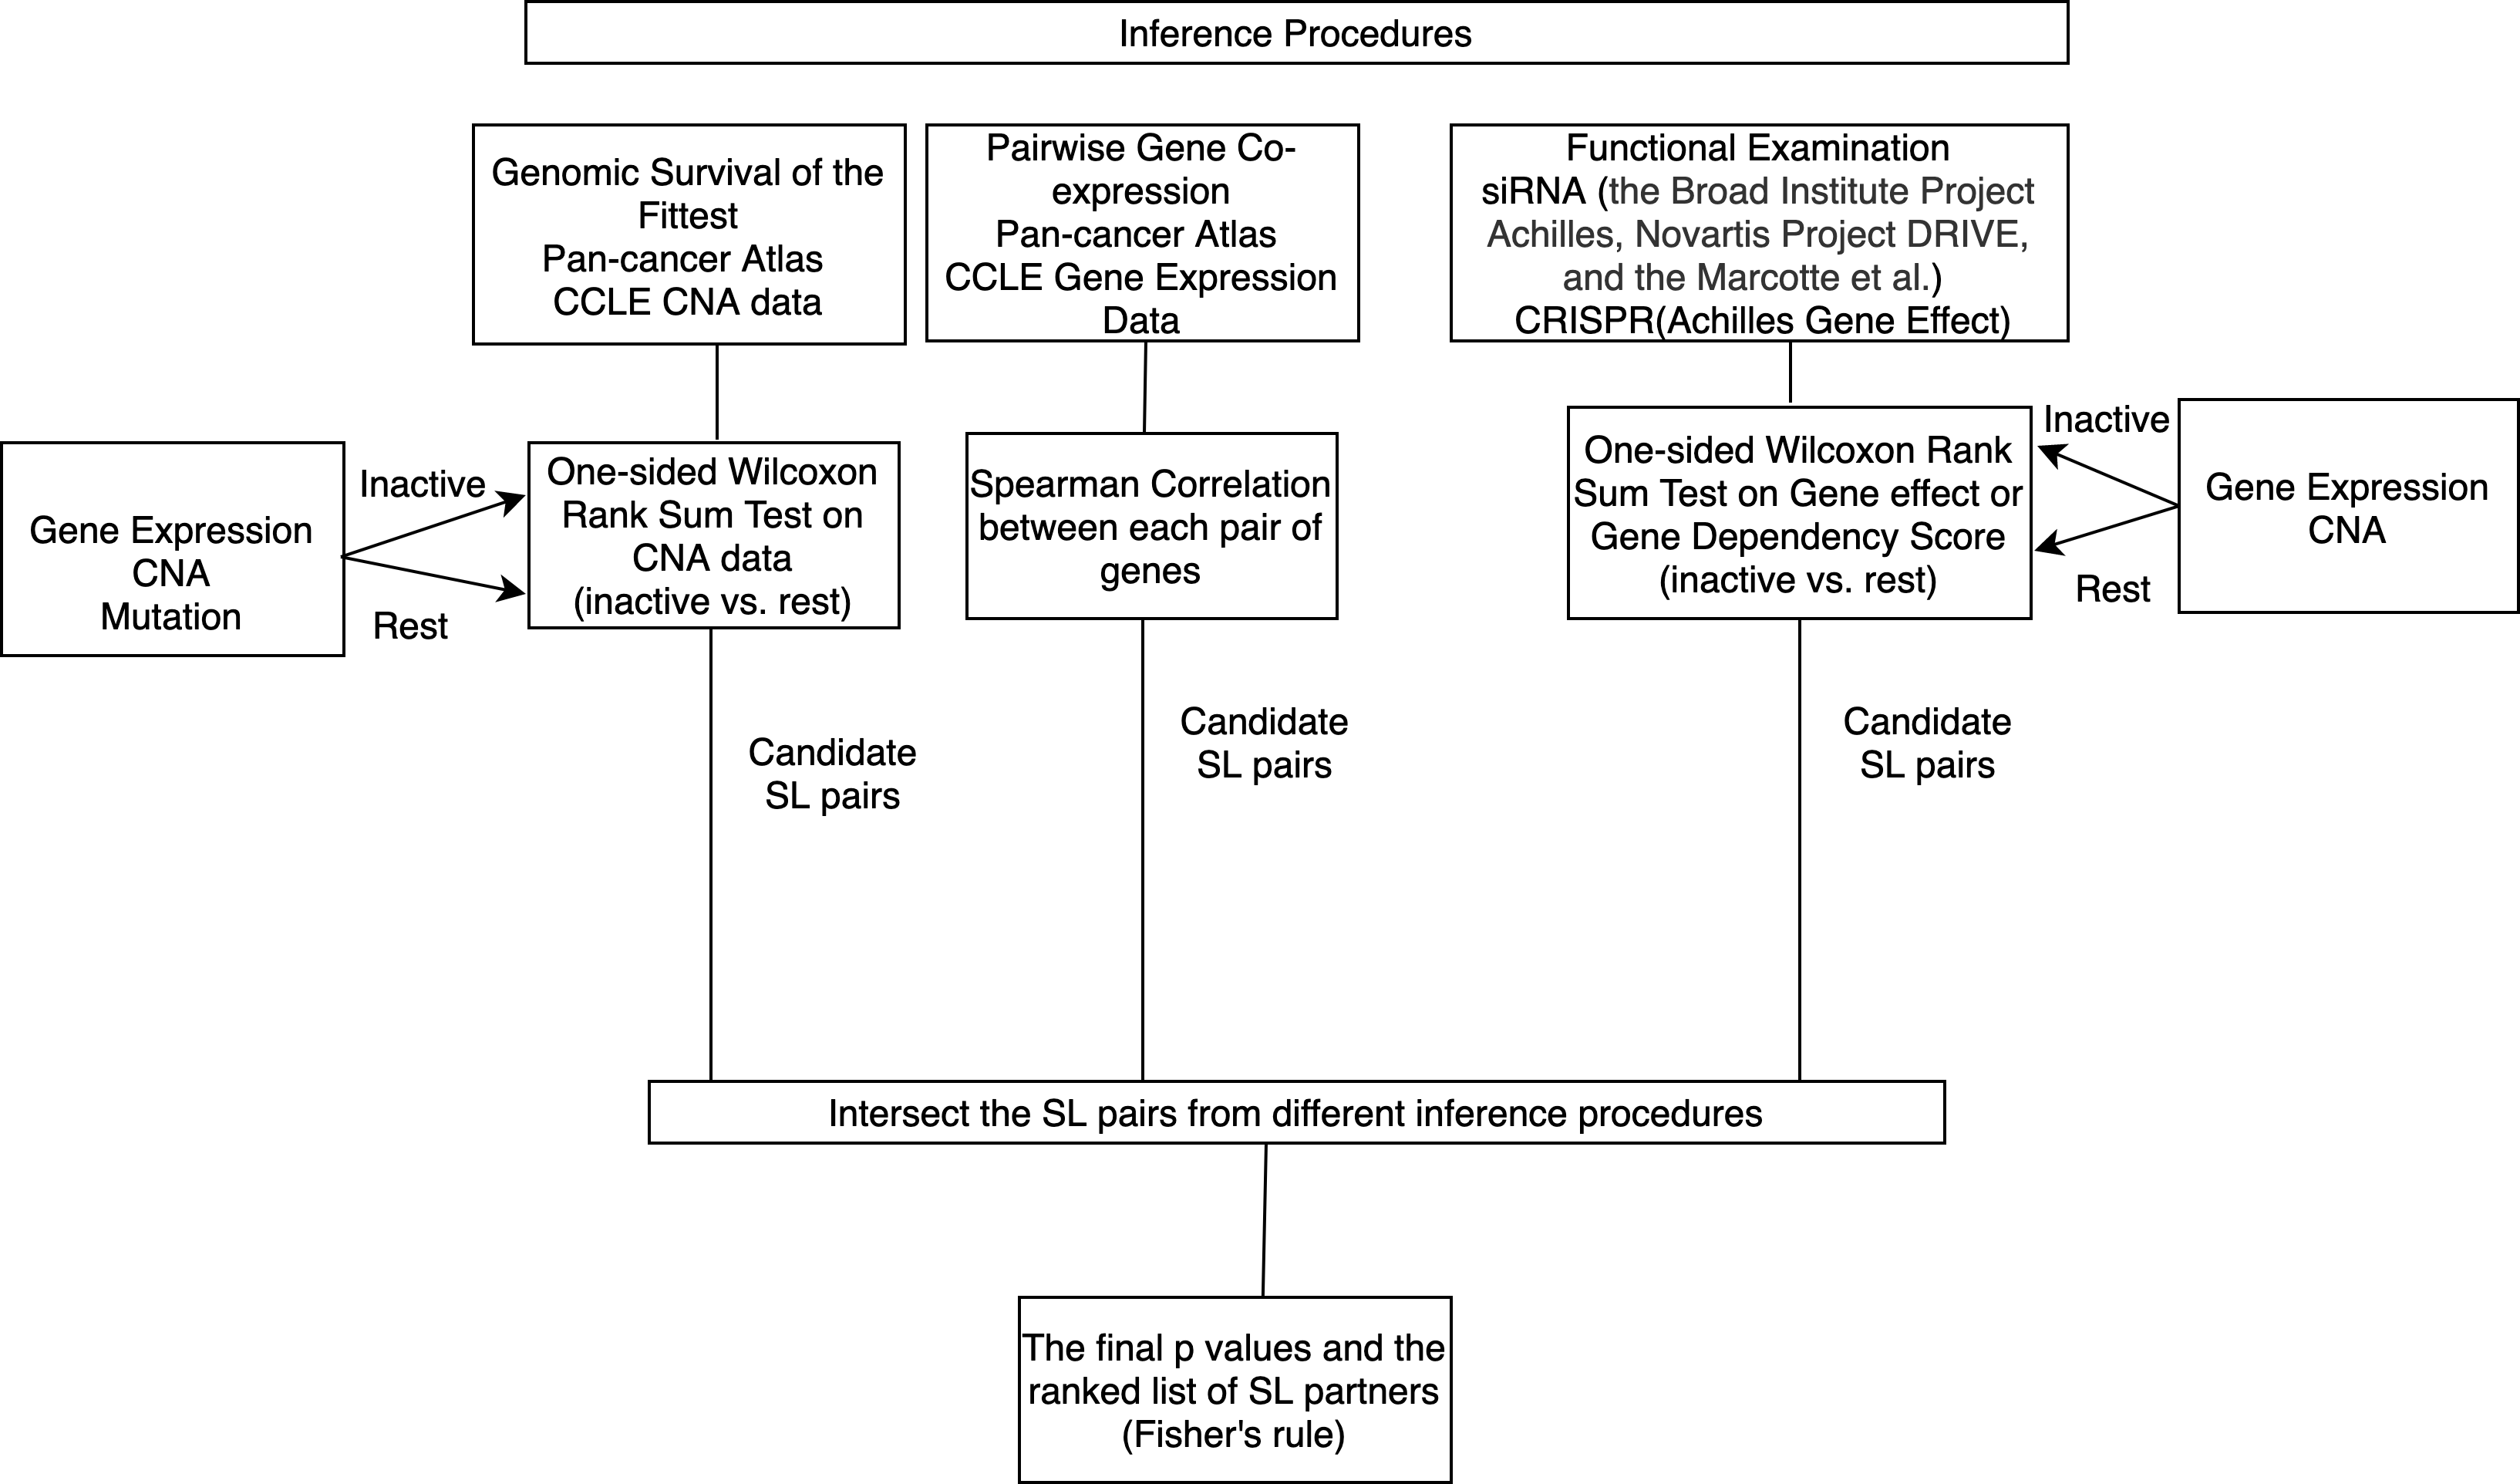 Inference Procedures
Genomic Survival of the
Fittest
Pan-cancer Atlas
CCLE CNA data
Pairwise Gene Co-
expression
Pan-cancer Atlas
CCLE Gene Expression
Data
Functional Examination
siRNA (the Broad Institute Project
Achilles, Novartis Project DRIVE,
and the Marcotte et al.)
CRISPR(Achilles Gene Effect)
Gene Expression
CNA
Mutation
Inactive
Rest
One-sided Wilcoxon
Rank Sum Test on
CNA data
(inactive vs. rest)
Spearman Correlation
between each pair of
genes
One-sided Wilcoxon Rank
Sum Test on Gene effect or
Gene Dependency Score
(inactive vs. rest)
Inactive
Rest
Gene Expression
CNA
Candidate
SL pairs
Candidate
SL pairs
Candidate
SL pairs
Intersect the SL pairs from different inference procedures
The final p values and the
ranked list of SL partners
(Fisher's rule)